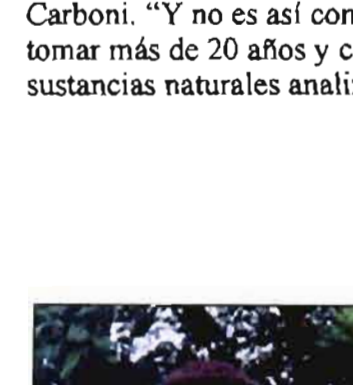 Carboni. “Y no es así con
tomar más de 20 años y c
sustancias naturales anali